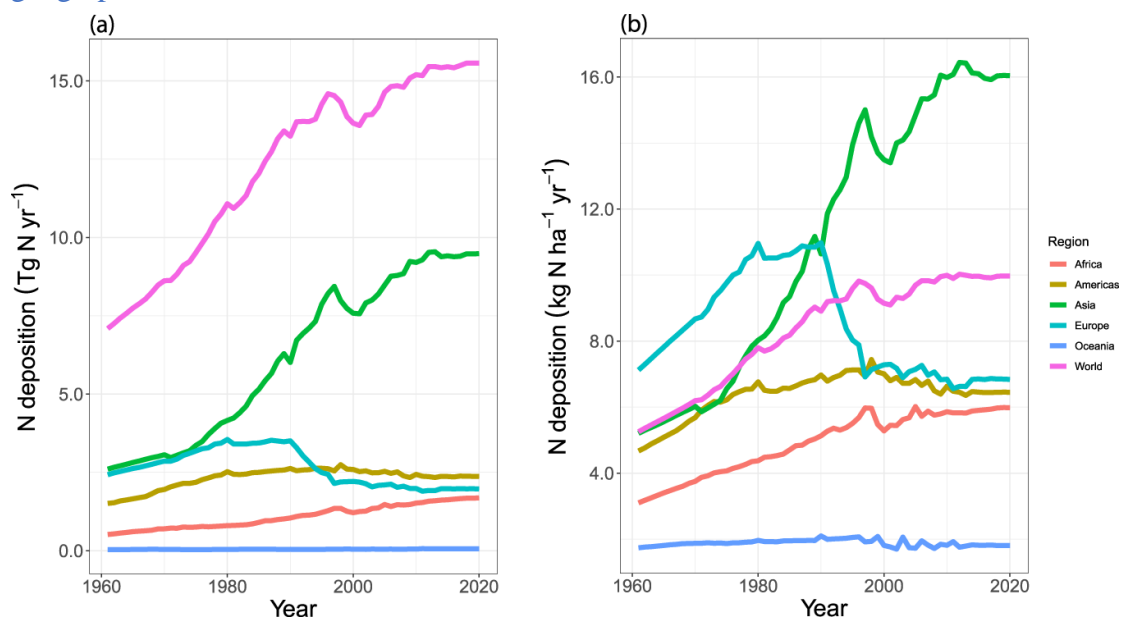 (a)
N deposition (Tg N yr⁻¹)
15.0
10.0
5.0
0.0
1960
1980
2000
2020
Year
(b)
N deposition (kg N ha⁻¹ yr⁻¹)
16.0
12.0
8.0
4.0
1960
1980
2000
2020
Year
Region
Africa
Americas
Asia
Europe
Oceania
World